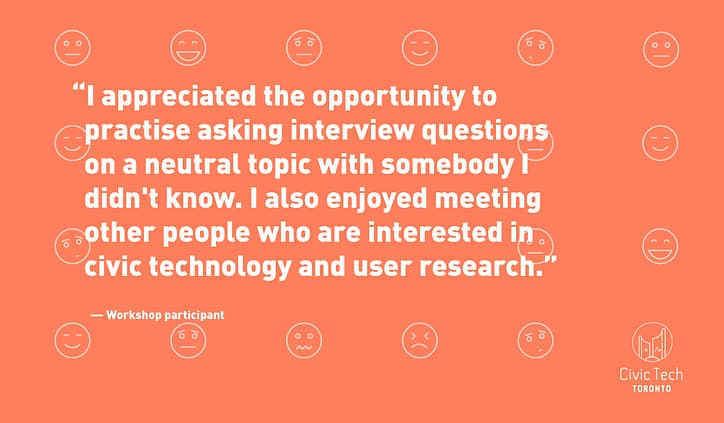 “I appreciated the opportunity to
practise asking interview questions
on a neutral topic with somebody I
didn't know. I also enjoyed meeting
other people who are interested in
civic technology and user research.”
— Workshop participant
Civic Tech
TORONTO